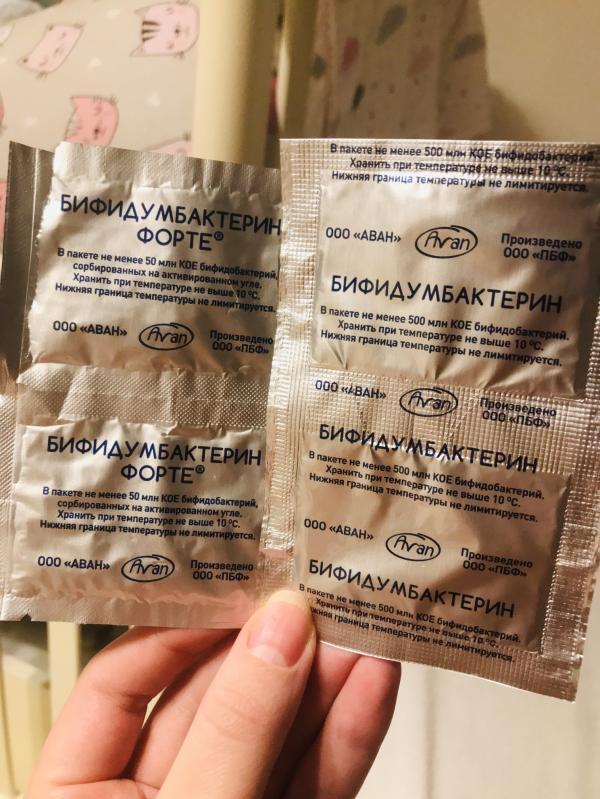 БИФИДУМБАКТЕРИН
ФОРТЕ®
В пакете не менее 50 млн КОЕ бифидобактерий,
сорбированных на активированном угле.
Хранить при температуре не выше 10 °С.
Нижняя граница температуры не лимитируется.
ООО «АВАН» Avan Произведено
ООО «ПБФ»
БИФИДУМБАКТЕРИН
ФОРТЕ®
В пакете не менее 50 млн КОЕ бифидобактерий,
сорбированных на активированном угле.
Хранить при температуре не выше 10 °С.
Нижняя граница температуры не лимитируется.
ООО «АВАН» Avan Произведено
ООО «ПБФ»
В пакете не менее 500 млн КОЕ бифидобактерий.
Хранить при температуре не выше 10 °С.
Нижняя граница температуры не лимитируется.
ООО «АВАН» Avan Произведено
ООО «ПБФ»
БИФИДУМБАКТЕРИН
В пакете не менее 500 млн КОЕ бифидобактерий.
Хранить при температуре не выше 10 °С.
Нижняя граница температуры не лимитируется.
ООО «АВАН» Avan Произведено
ООО «ПБФ»
БИФИДУМБАКТЕРИН
В пакете не менее 500 млн КОЕ бифидобактерий.
Хранить при температуре не выше 10 °С.
Нижняя граница температуры не лимитируется.
ООО «АВАН» Avan Произведено
ООО «ПБФ»
БИФИДУМБАКТЕРИН
В пакете не менее 500 млн КОЕ бифидобактерий.
Хранить при температуре не выше 10 °С.
граница температуры не лимитируется.